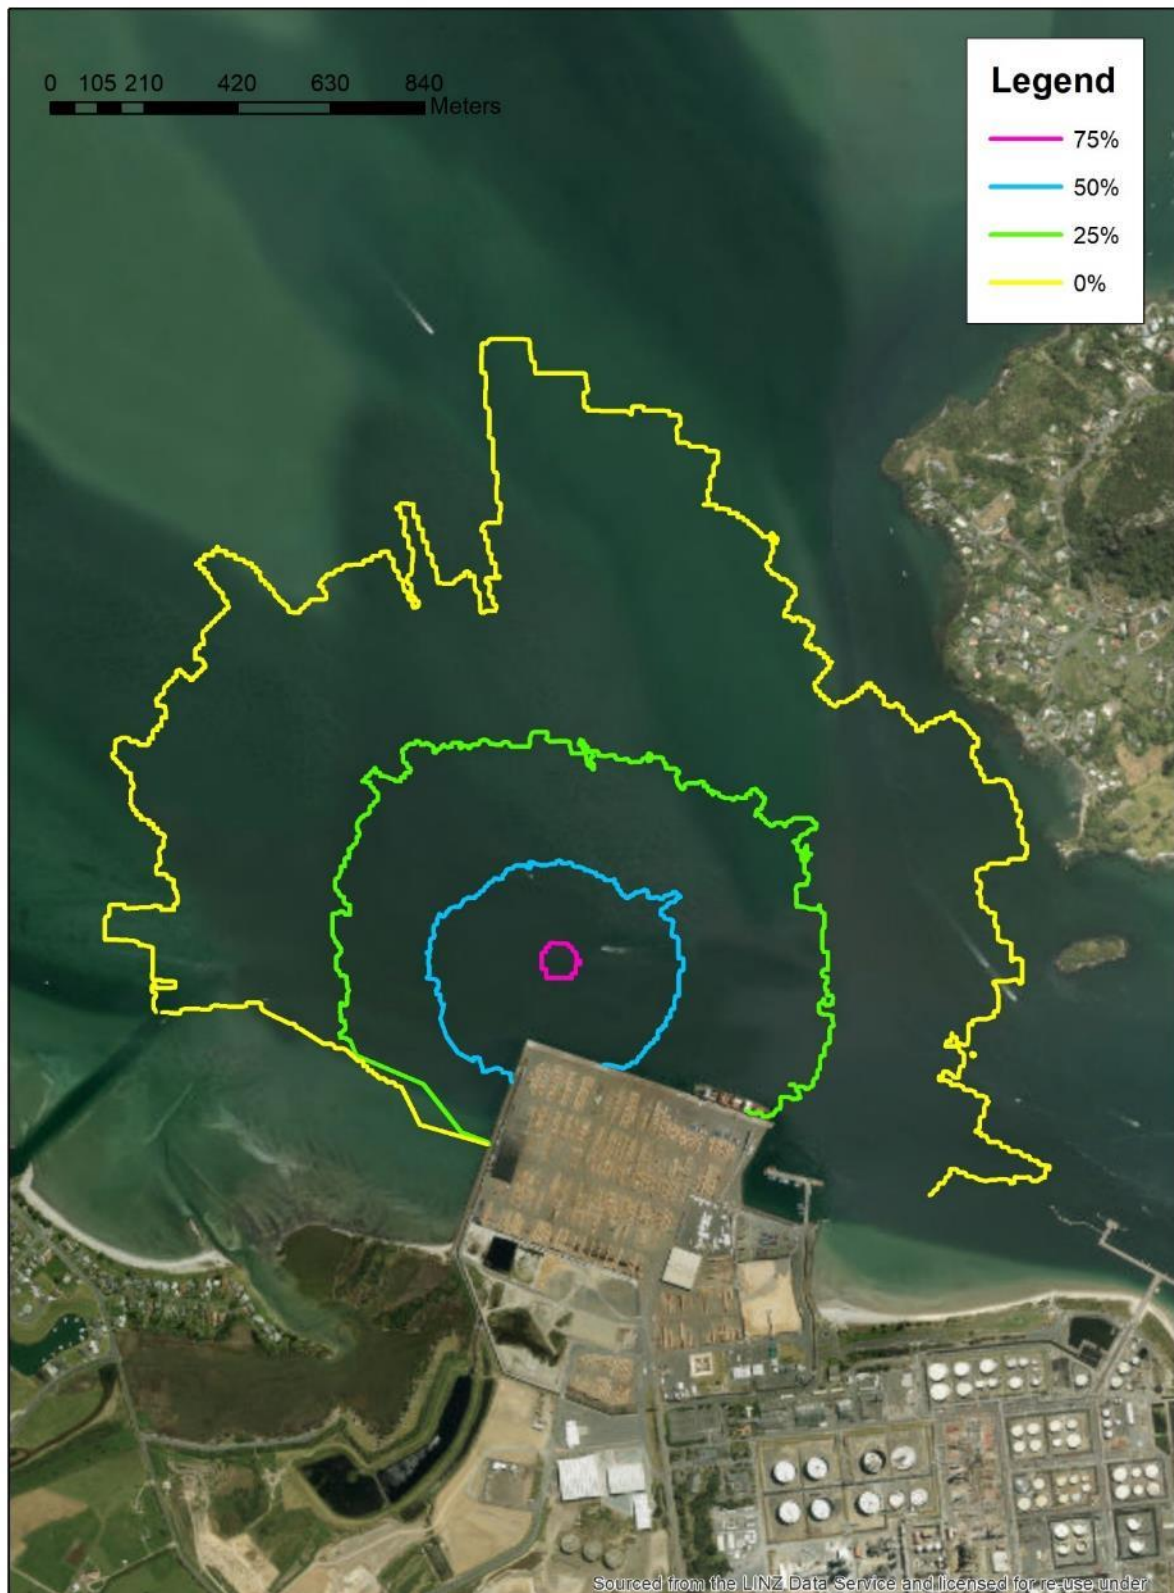 0 105 210 420 630 840
Meters
Legend
75%
50%
25%
0%
Sourced from the LINZ Data Service and licensed for re-use under